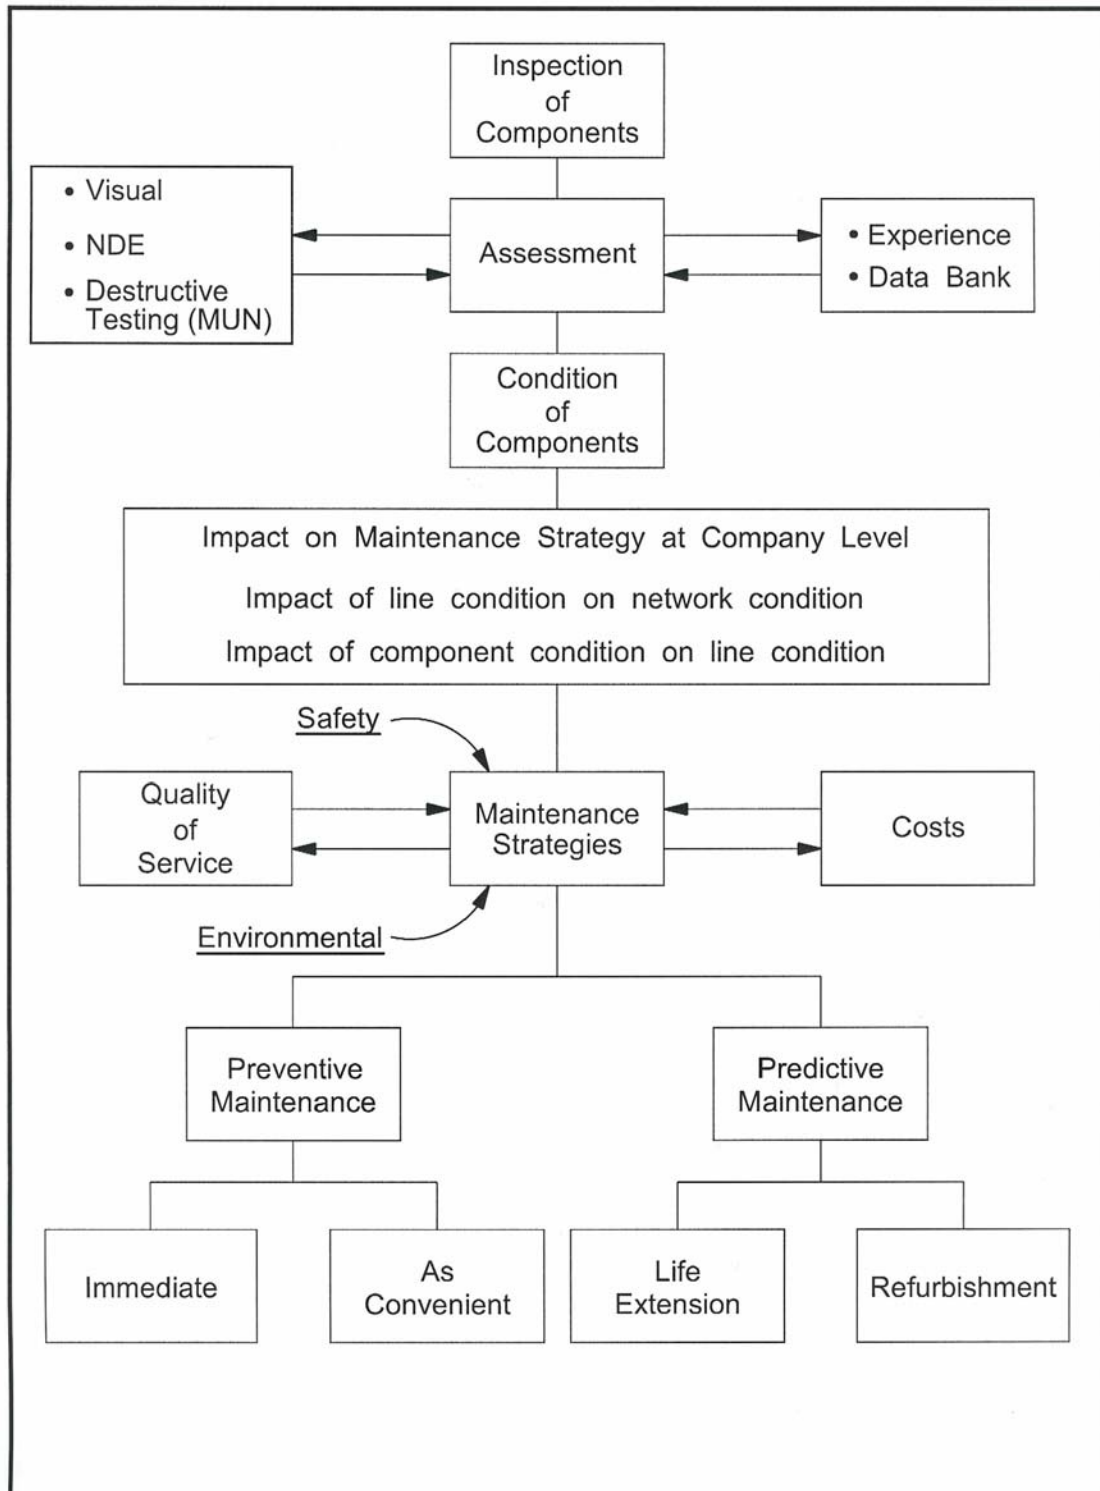 Inspection
of
Components
• Visual
• NDE
• Destructive
Testing (MUN)
Assessment
• Experience
• Data Bank
Condition
of
Components
Impact on Maintenance Strategy at Company Level
Impact of line condition on network condition
Impact of component condition on line condition
Safety
Quality
of
Service
Maintenance
Strategies
Costs
Environmental
Preventive
Maintenance
Predictive
Maintenance
Immediate
As
Convenient
Life
Extension
Refurbishment